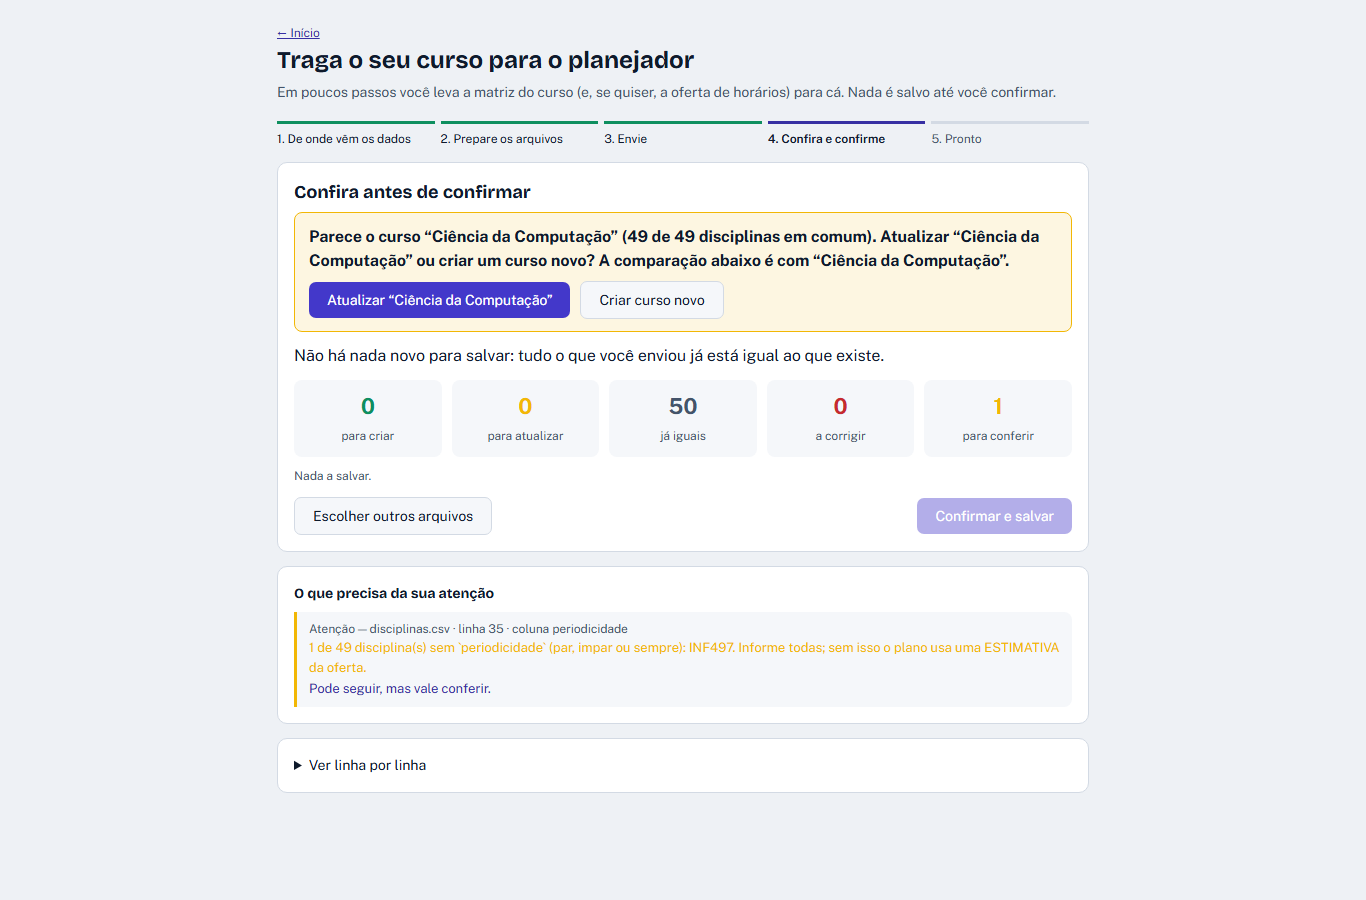 ← Início
Traga o seu curso para o planejador
Em poucos passos você leva a matriz do curso (e, se quiser, a oferta de horários) para cá. Nada é salvo até você confirmar.
1. De onde vêm os dados
2. Prepare os arquivos
3. Envie
4. Confira e confirme
5. Pronto
Confira antes de confirmar
Parece o curso “Ciência da Computação” (49 de 49 disciplinas em comum). Atualizar “Ciência da
Computação” ou criar um curso novo? A comparação abaixo é com “Ciência da Computação”.
Atualizar “Ciência da Computação”
Criar curso novo
Não há nada novo para salvar: tudo o que você enviou já está igual ao que existe.
0
para criar
0
para atualizar
50
já iguais
0
a corrigir
1
para conferir
Nada a salvar.
Escolher outros arquivos
Confirmar e salvar
O que precisa da sua atenção
Atenção — disciplinas.csv · linha 35 · coluna periodicidade
1 de 49 disciplina(s) sem `periodicidade` (par, impar ou sempre): INF497. Informe todas; sem isso o plano usa uma ESTIMATIVA
da oferta.
Pode seguir, mas vale conferir.
Ver linha por linha